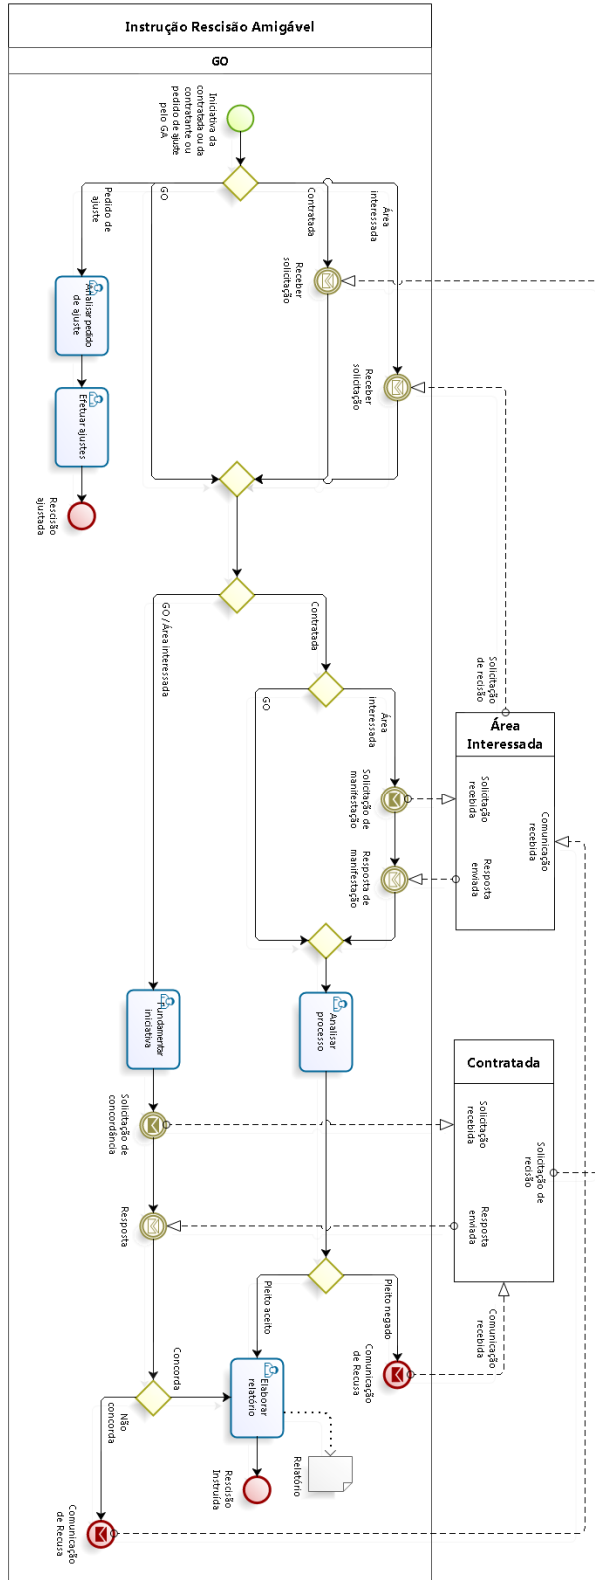 Instrução Rescisão Amigável
GO
Iniciativa da
contratada ou da
contratante ou
pedido de ajuste
pelo GA
Pedido de
ajuste
GO
Contratada
Área
interessada
Receber
solicitação
Receber
solicitação
Analisar pedido
de ajuste
Efetuar ajustes
Rescisão
ajustada
GO / Área interessada
Contratada
GO
Área
interessada
Solicitação de
manifestação
Resposta de
manifestação
Solicitação
de recisão
Área
Interessada
Solicitação
recebida
Comunicação
recebida
Resposta
enviada
Fundamentar
iniciativa
Analisar
processo
Contratada
Solicitação de
concordância
Solicitação
recebida
Solicitação de
recisão
Resposta
Resposta
enviada
Pleito aceito
Pleito negado
Comunicação
de Recusa
Comunicação
recebida
Concorda
Não
concorda
Elaborar
relatório
Relatório
Rescisão
Instruída
Comunicação
de Recusa